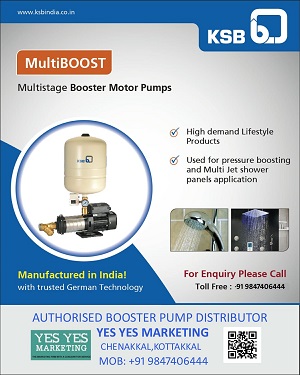 www.ksbindia.co.in
KSB
MultiBOOST
Multistage Booster Motor Pumps
High demand Lifestyle
Products
Used for pressure boosting
and Multi Jet shower
panels application
KSB
Manufactured in India!
with trusted German Technology
For Enquiry Please Call
Toll Free : +91 9847406444
AUTHORISED BOOSTER PUMP DISTRIBUTOR
YES YES
MARKETING
YES YES MARKETING
CHENAKKAL,KOTTAKKAL
MOB: +91 9847406444